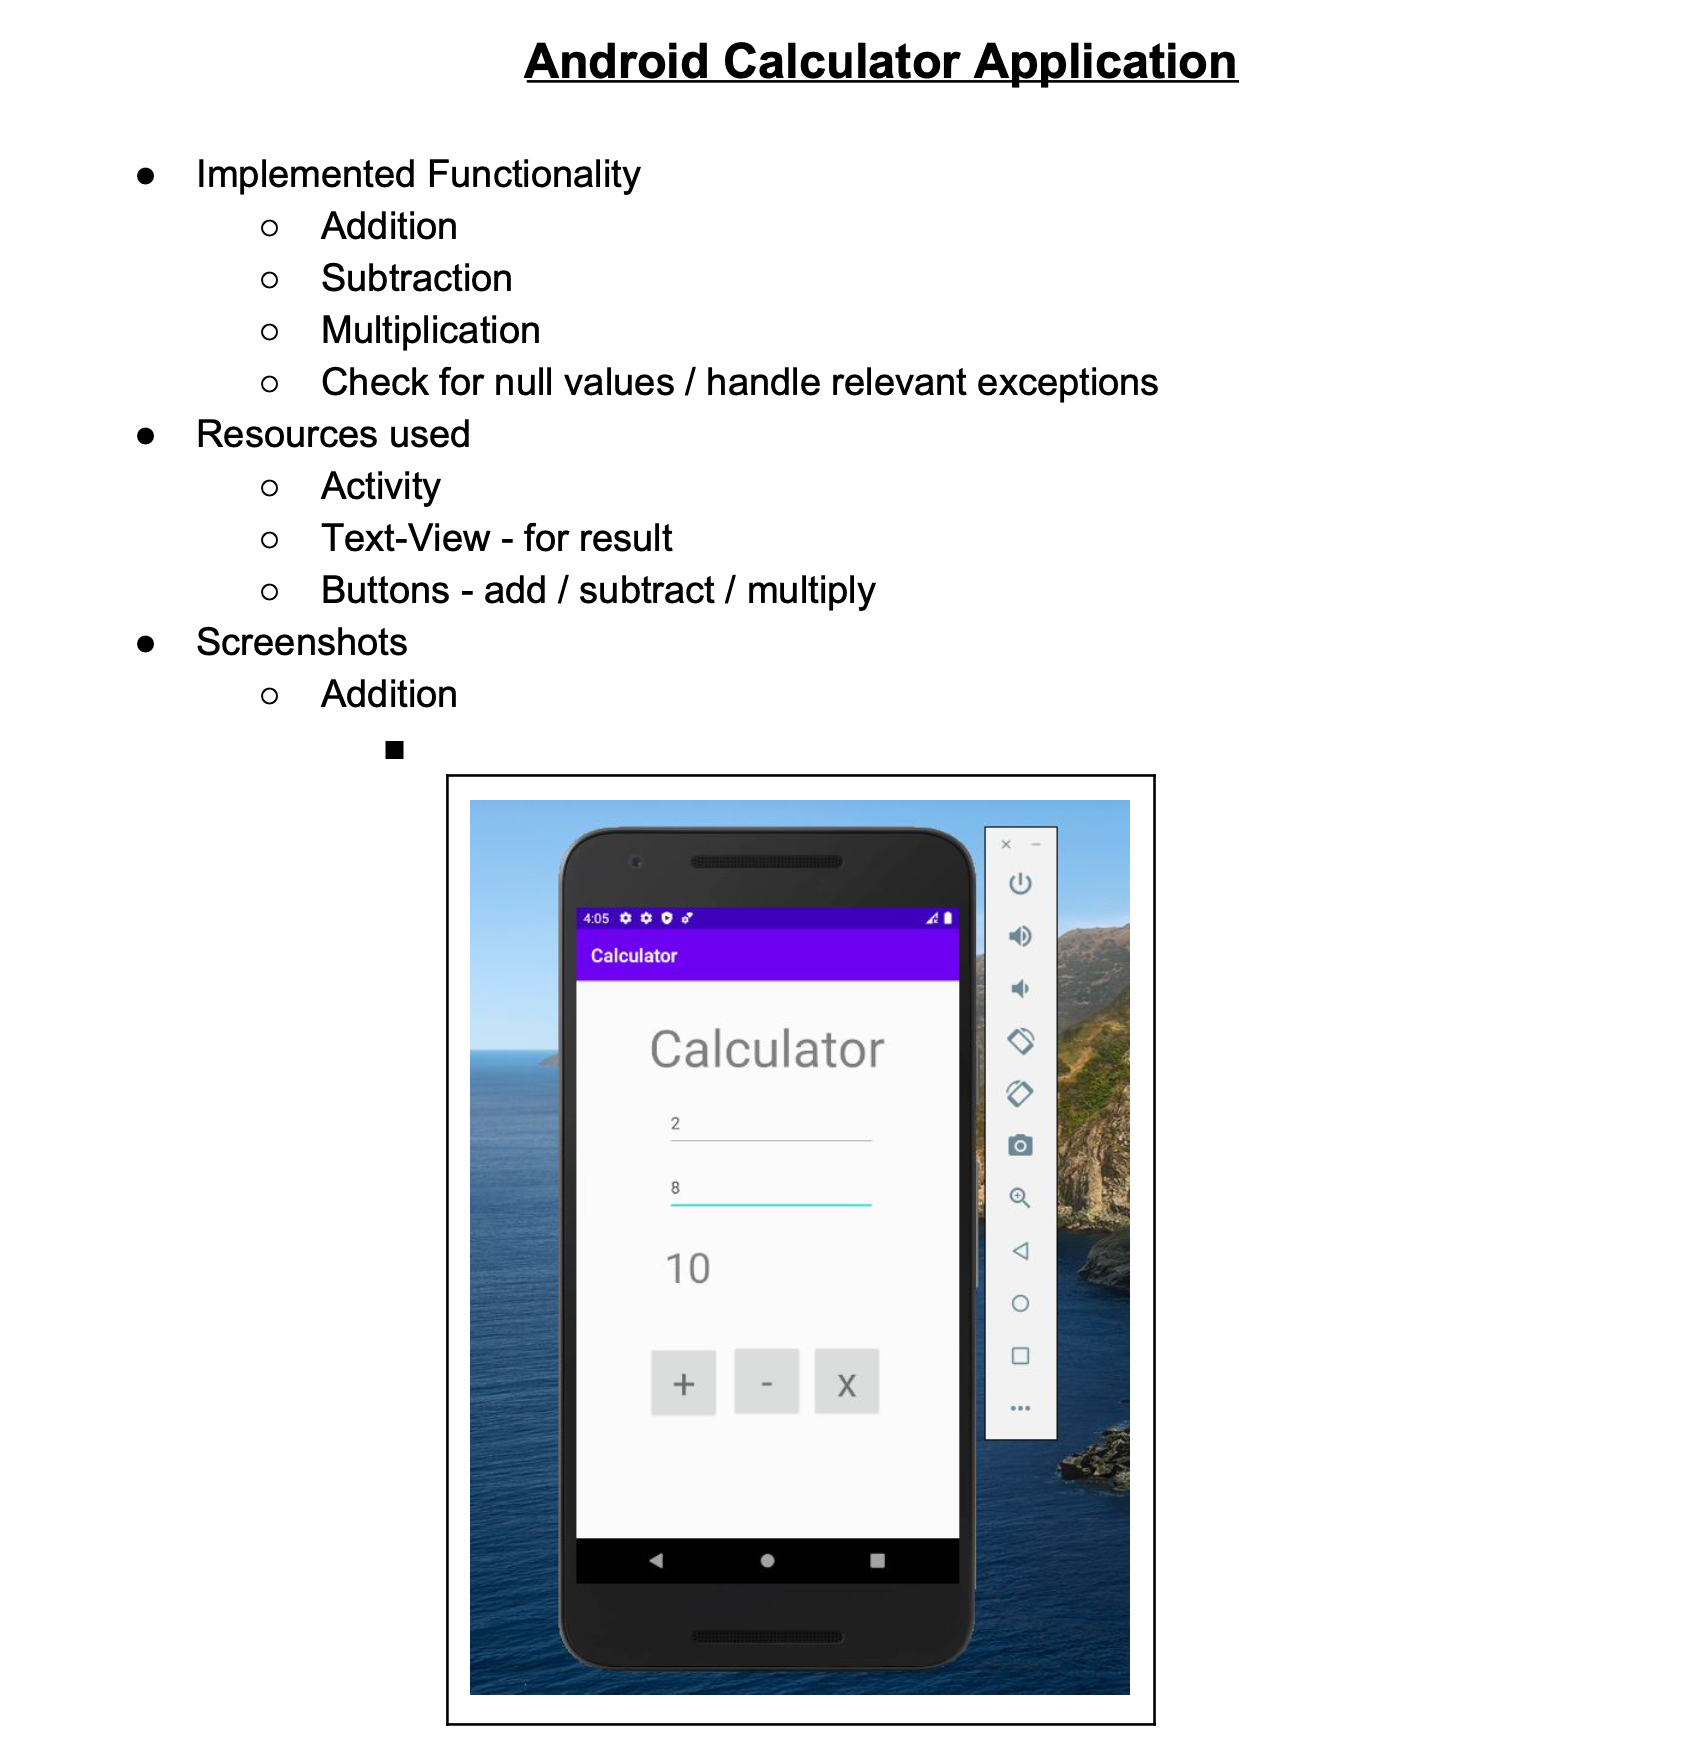 Android Calculator Application
● Implemented Functionality
○ Addition
○ Subtraction
○ Multiplication
○ Check for null values / handle relevant exceptions
● Resources used
○ Activity
○ Text-View - for result
○ Buttons - add / subtract / multiply
● Screenshots
○ Addition
■
4:05
Calculator
Calculator
2
8
10
+ - x